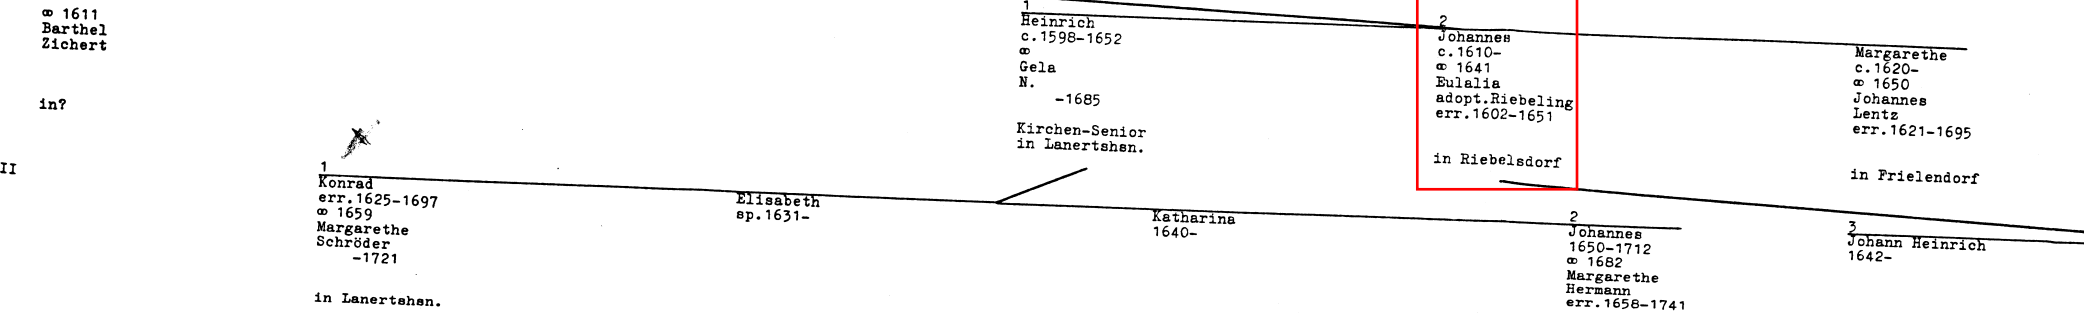 ⚭ 1611
Barthel
Zichert
in?
1
Heinrich
c.1598-1652
⚭
Gela
N.
-1685
Kirchen-Senior
in Lanertshsn.
2
Johannes
c.1610-
⚭ 1641
Eulalia
adopt.Riebeling
err.1602-1651
in Riebelsdorf
Margarethe
c.1620-
⚭ 1650
Johannes
Lentz
err.1621-1695
in Frielendorf
II
1
Konrad
err.1625-1697
⚭ 1659
Margarethe
Schröder
-1721
in Lanertshsn.
Elisabeth
sp.1631-
Katharina
1640-
2
Johannes
1650-1712
⚭ 1682
Margarethe
Hermann
err.1658-1741
3
Johann Heinrich
1642-